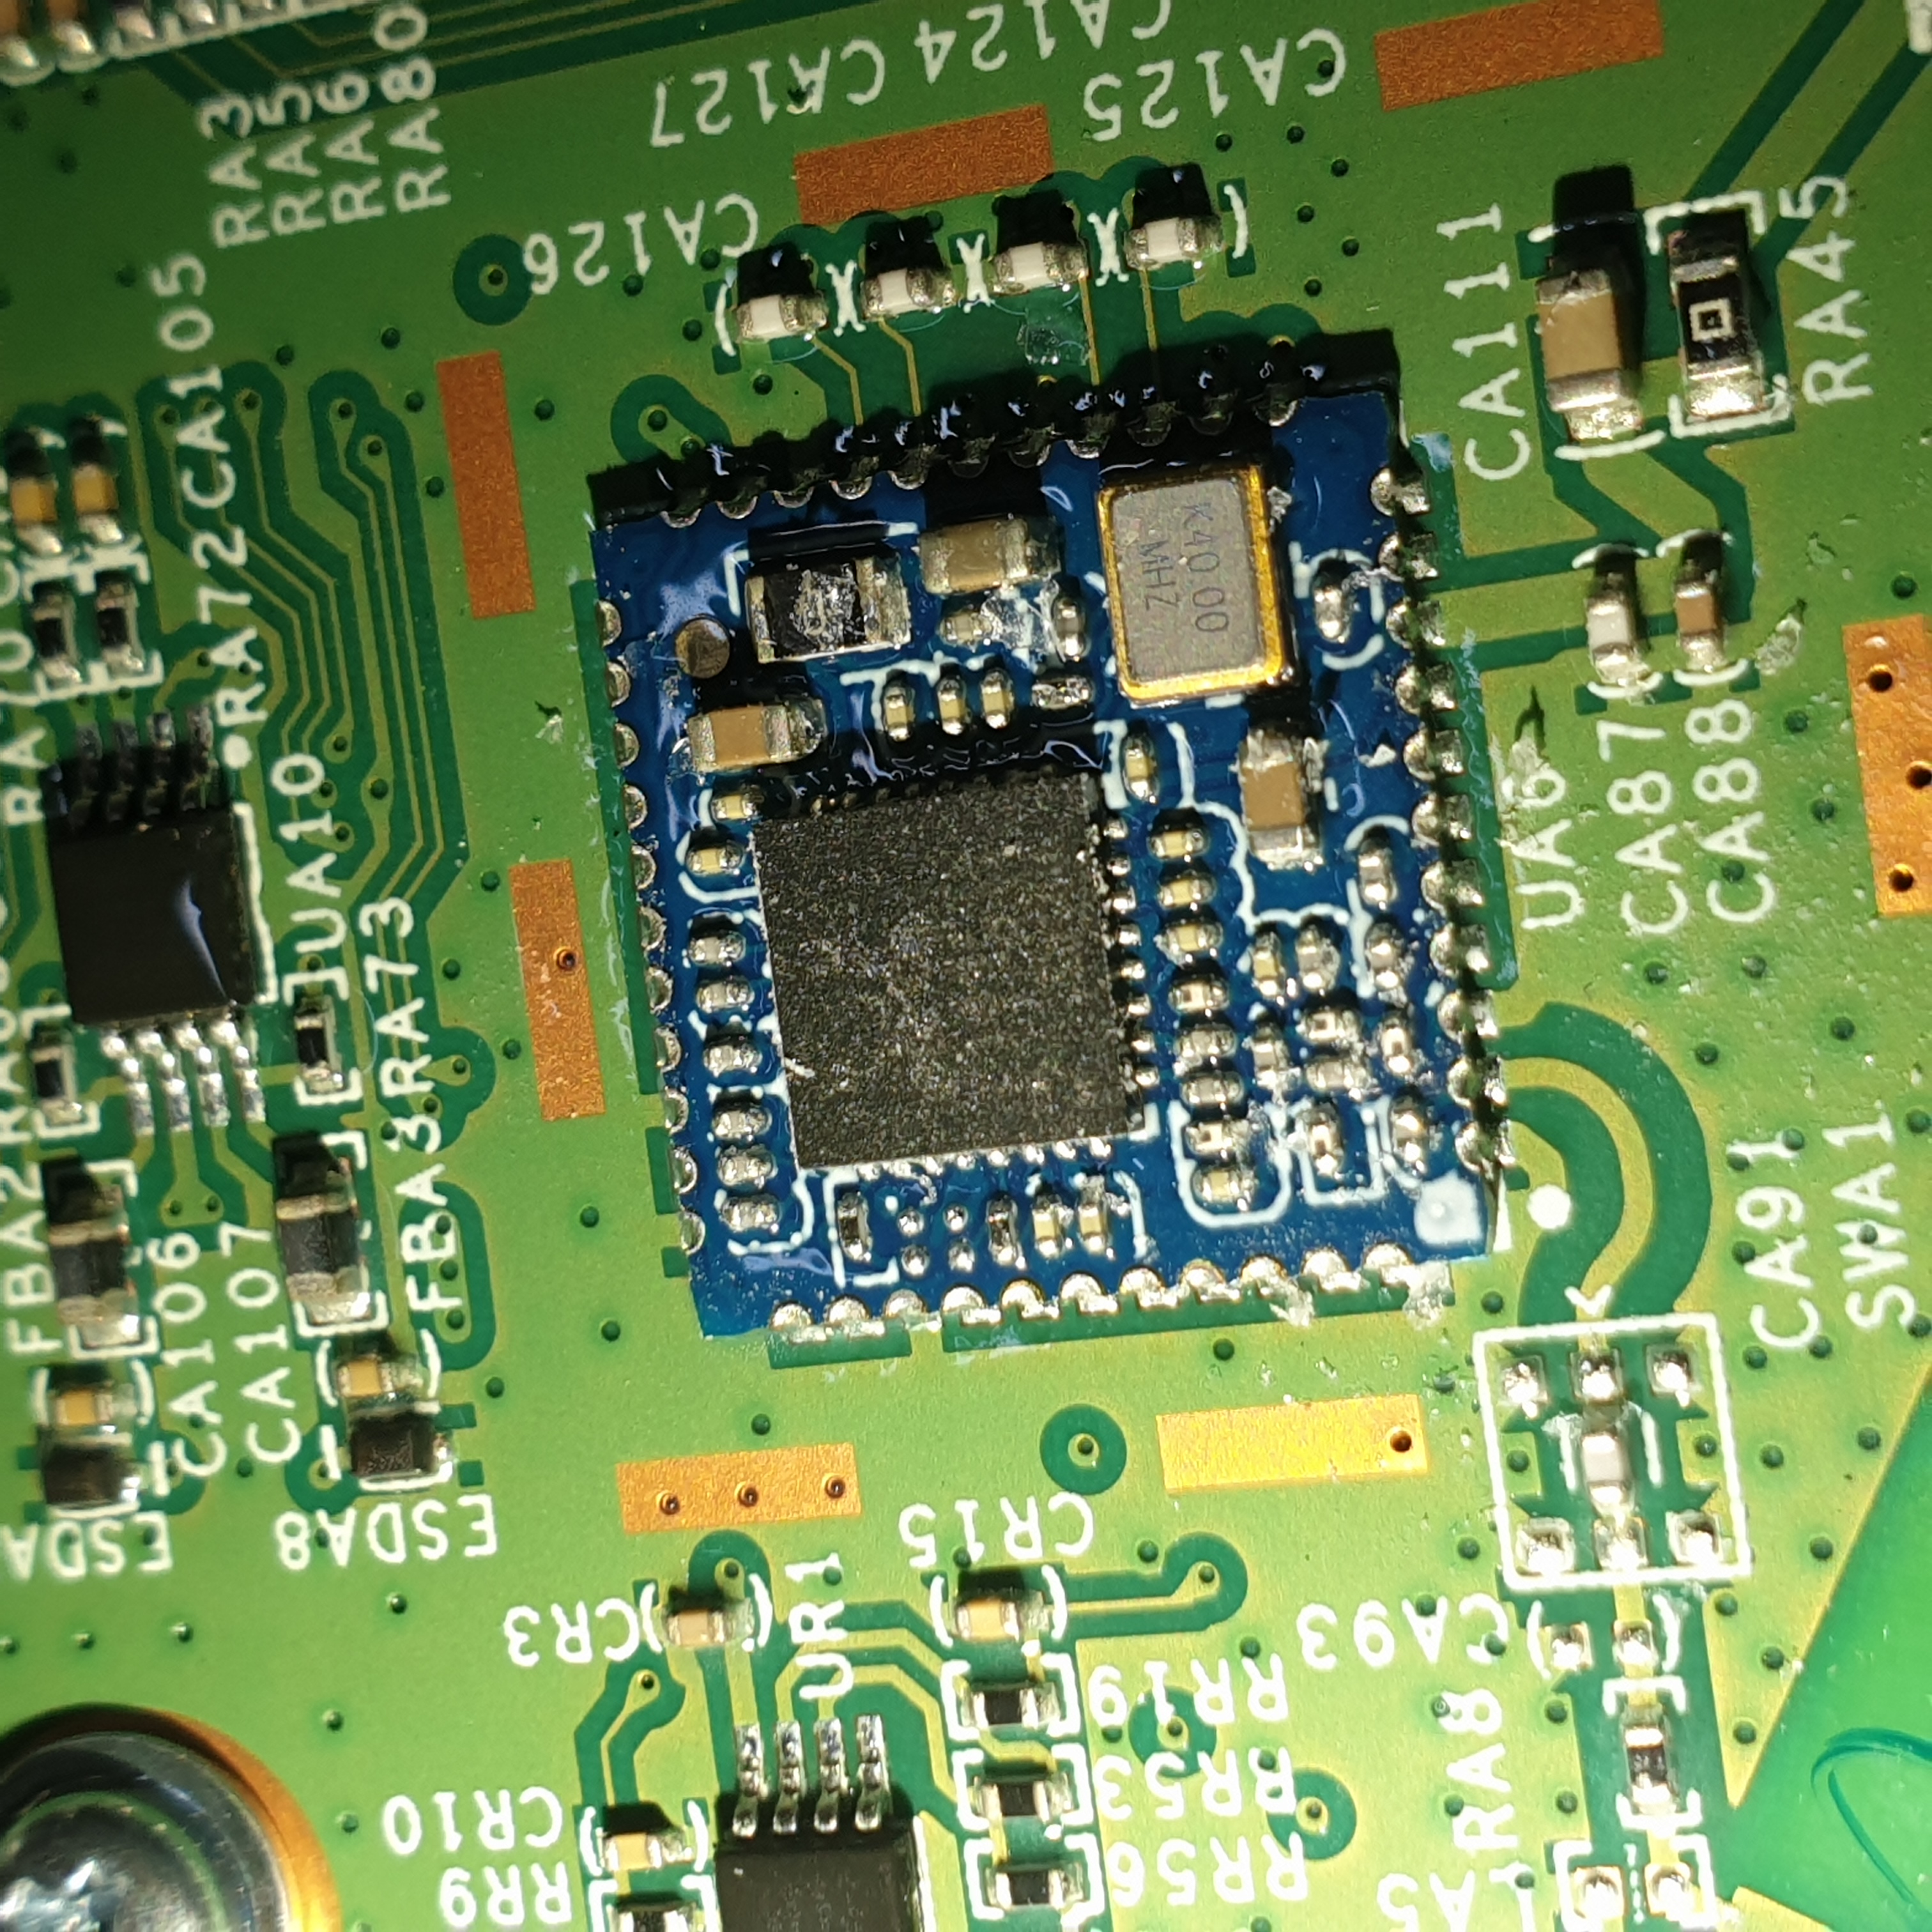 ESDA
FBA2
CA106
CA107
ESDA8
RA72
CA105
UA10
FBA3
RA73
RA3
RA5
RA6
RA80
RR9
CR10
CR3
UR1
CR15
CA126
CA127
CA124
CA125
RR56
RR53
RR19
K40.00
MHZ
CA93
RA8
LA5
UA6
CA111
CA87
CA88
CA91
SWA1
RA45